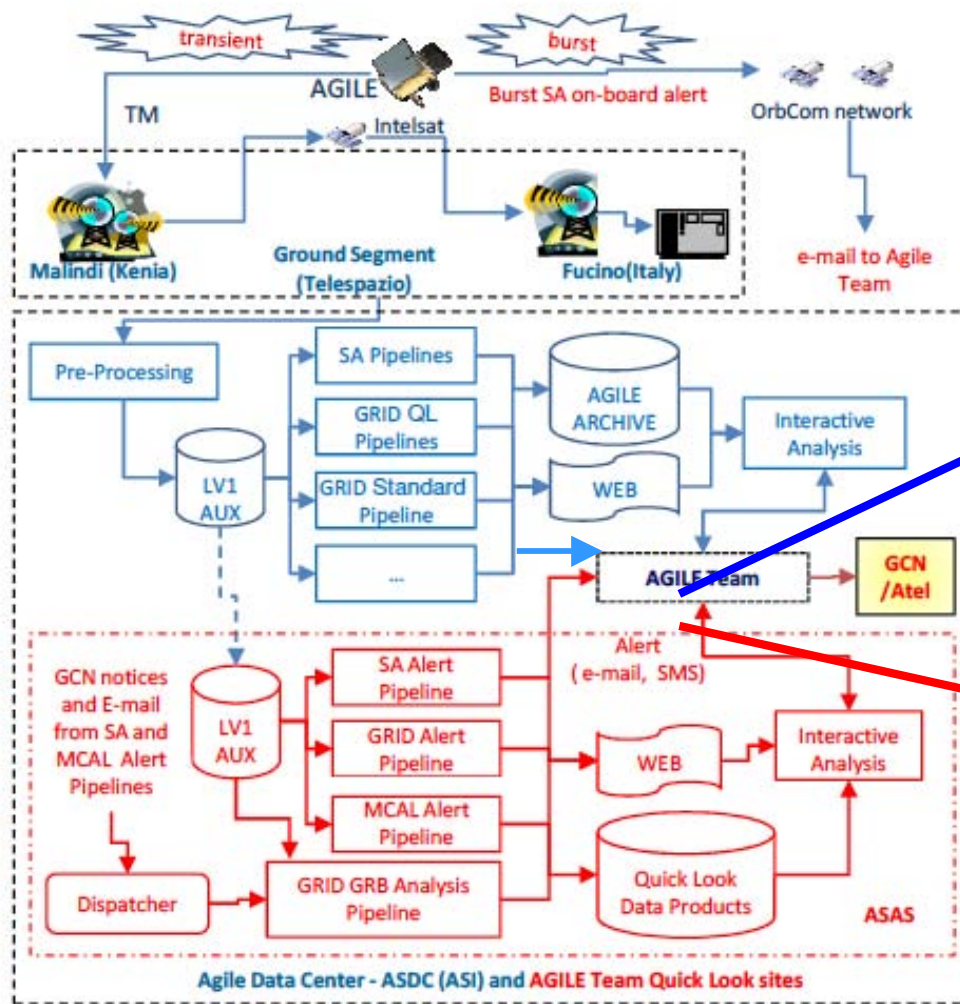 transient
burst
AGILE
Burst SA on-board alert
TM
Intelsat
OrbCom network
Malindi (Kenia)
Ground Segment
(Telespazio)
Fucino(Italy)
e-mail to Agile
Team
Pre-Processing
SA Pipelines
GRID QL
Pipelines
GRID Standard
Pipeline
...
LV1
AUX
AGILE
ARCHIVE
WEB
Interactive
Analysis
AGILE Team
GCN
/Atel
GCN notices
and E-mail
from SA and
MCAL Alert
Pipelines
LV1
AUX
SA Alert
Pipeline
GRID Alert
Pipeline
MCAL Alert
Pipeline
Alert
( e-mail, SMS)
WEB
Interactive
Analysis
Dispatcher
GRID GRB Analysis
Pipeline
Quick Look
Data Products
ASAS
Agile Data Center - ASDC (ASI) and AGILE Team Quick Look sites